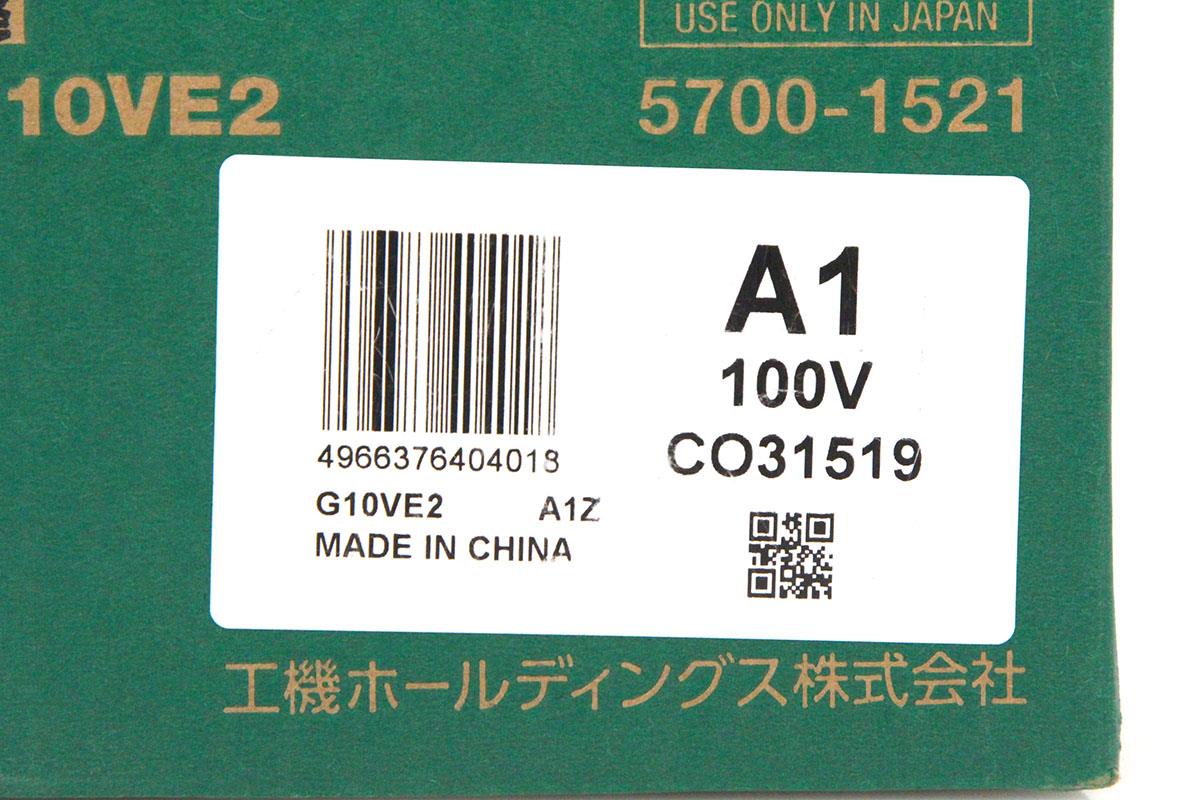 USE ONLY IN JAPAN
10VE2
5700-1521
4966376404018
G10VE2 A1Z
MADE IN CHINA
A1
100V
CO31519
工機ホールディングス株式会社